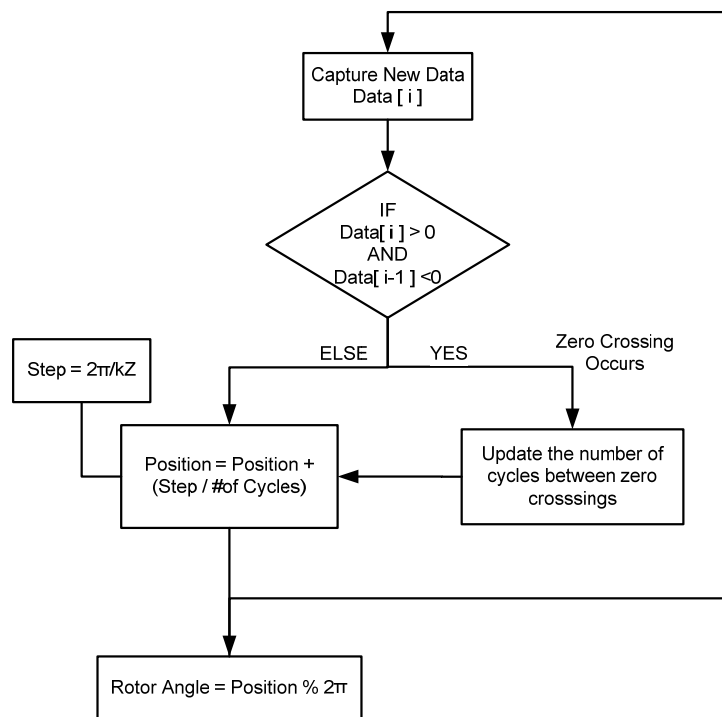 Capture New Data
Data [ i ]
IF
Data[ i ] > 0
AND
Data[ i-1 ] <0
ELSE
YES
Zero Crossing
Occurs
Step = 2π/kZ
Position = Position +
(Step / #of Cycles)
Update the number of
cycles between zero
crosssings
Rotor Angle = Position % 2π